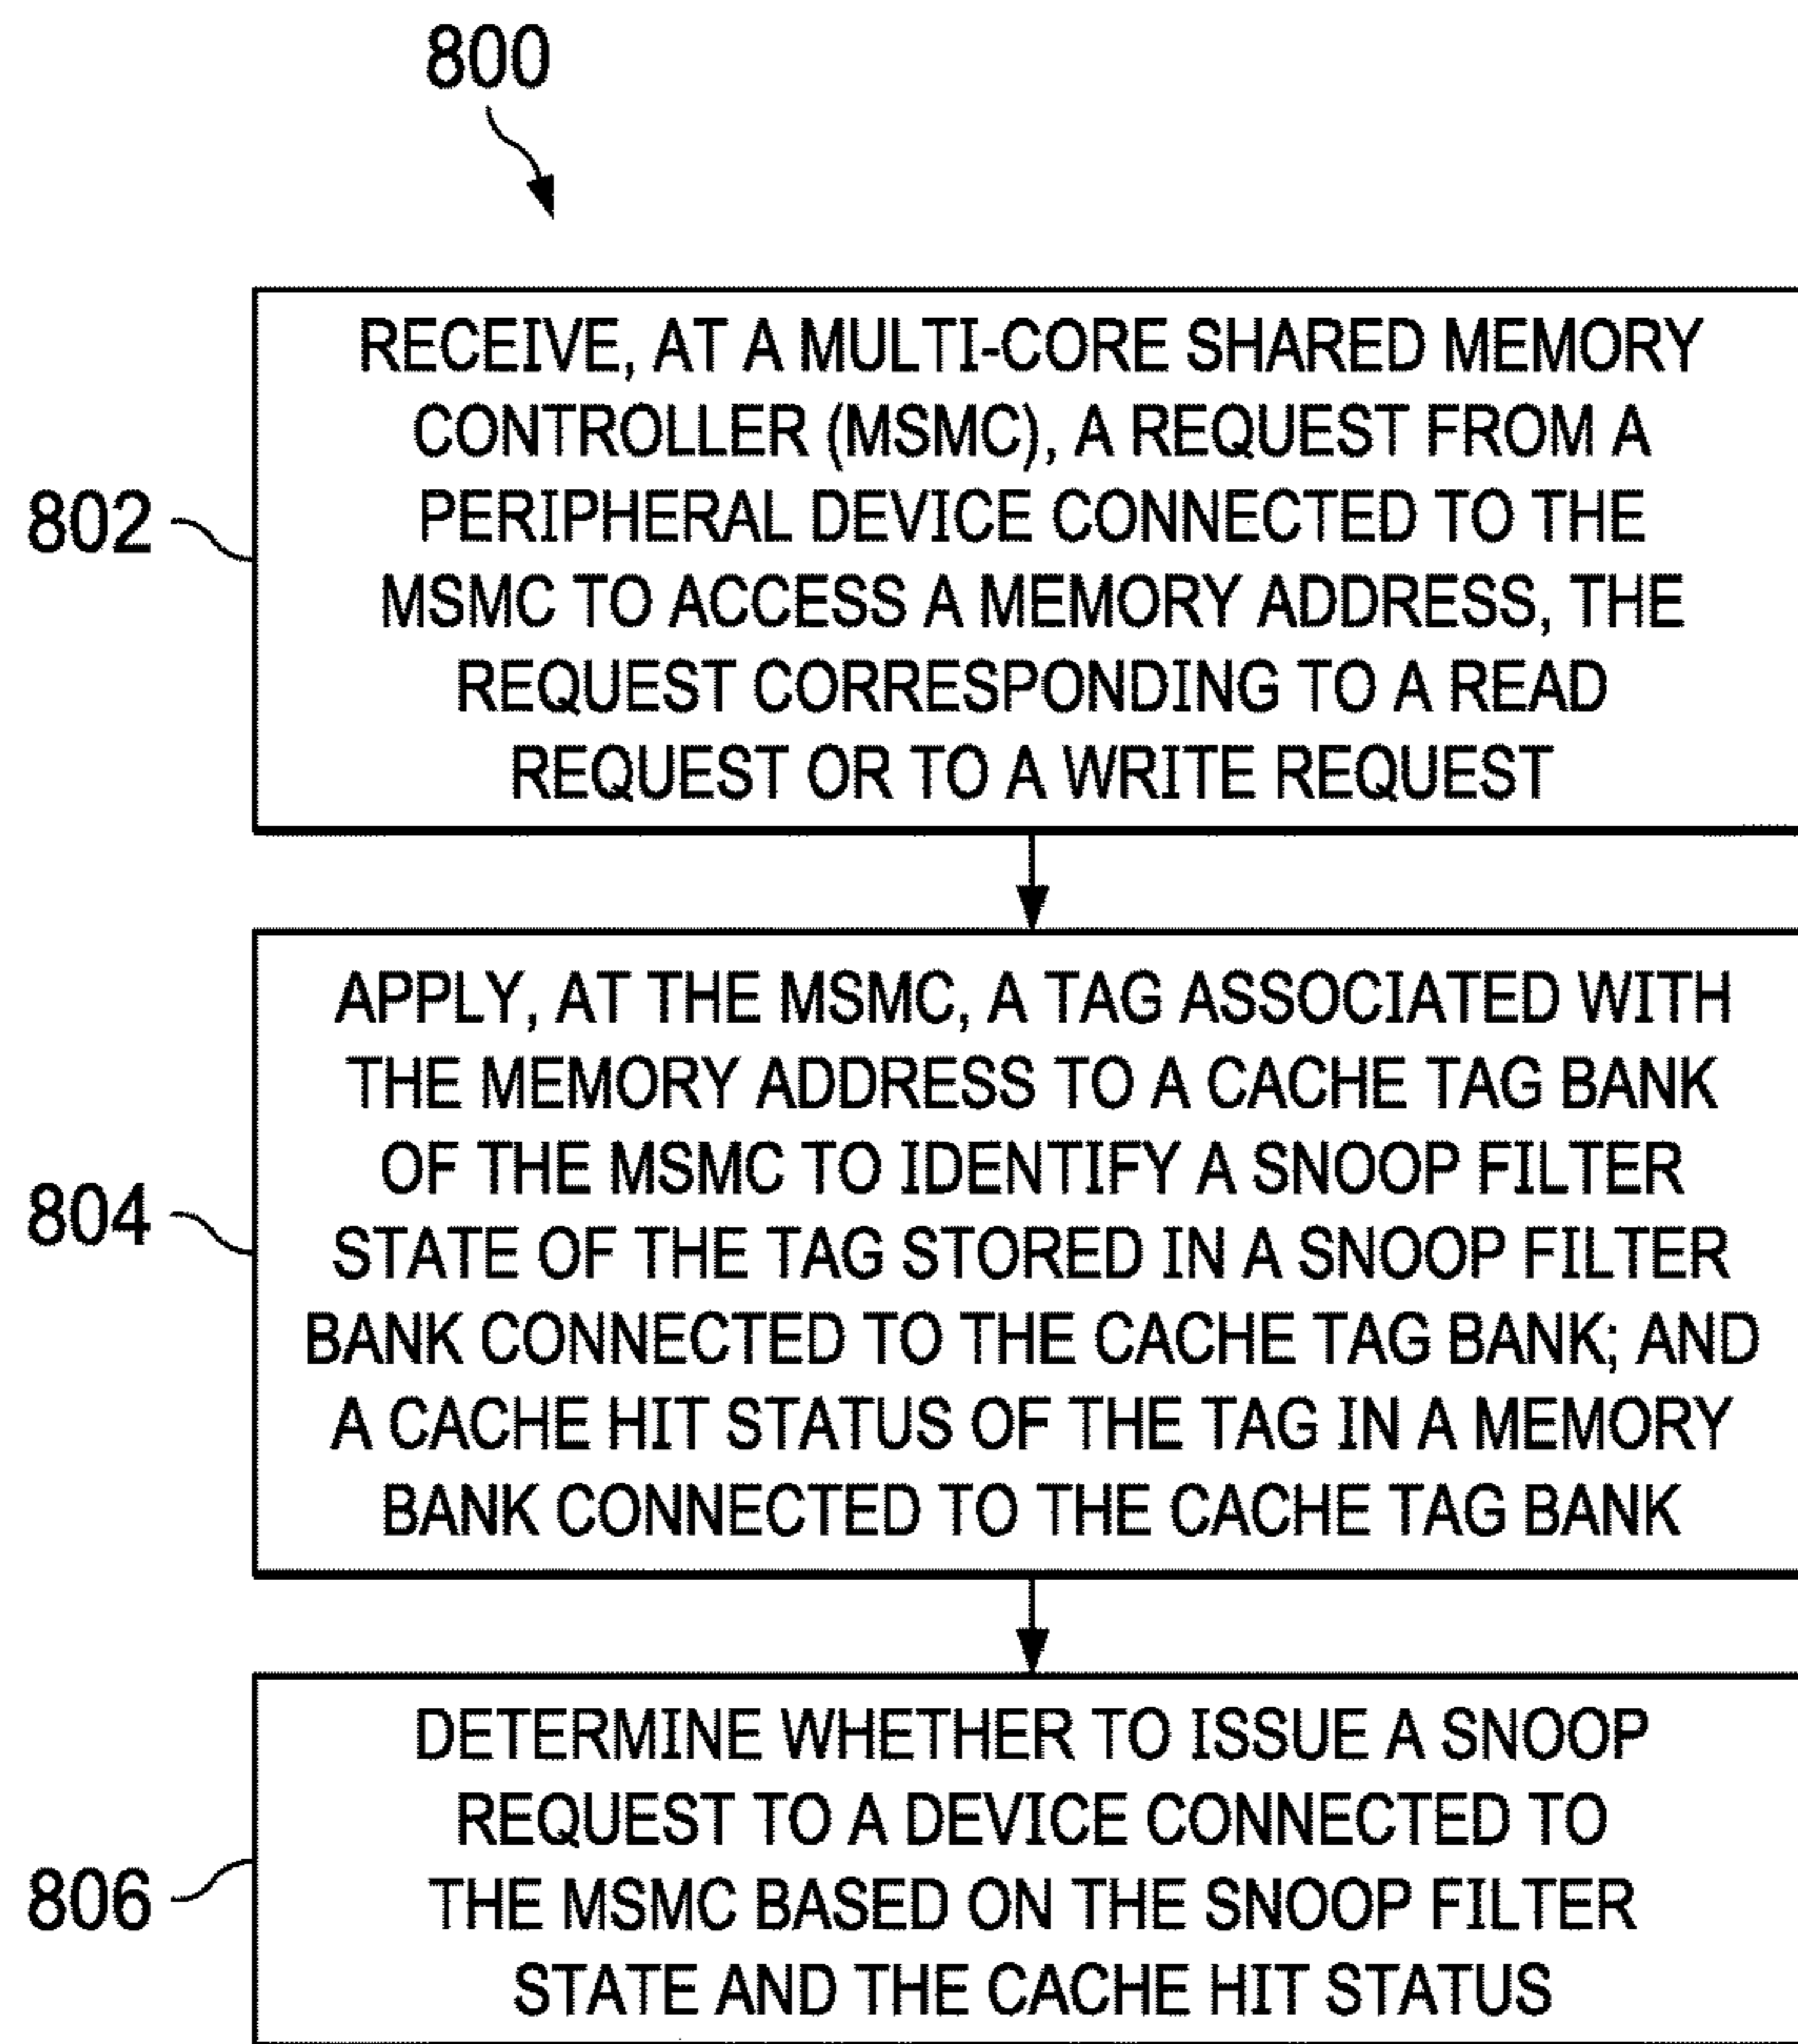 800
802
RECEIVE, AT A MULTI-CORE SHARED MEMORY
CONTROLLER (MSMC), A REQUEST FROM A
PERIPHERAL DEVICE CONNECTED TO THE
MSMC TO ACCESS A MEMORY ADDRESS, THE
REQUEST CORRESPONDING TO A READ
REQUEST OR TO A WRITE REQUEST
804
APPLY, AT THE MSMC, A TAG ASSOCIATED WITH
THE MEMORY ADDRESS TO A CACHE TAG BANK
OF THE MSMC TO IDENTIFY A SNOOP FILTER
STATE OF THE TAG STORED IN A SNOOP FILTER
BANK CONNECTED TO THE CACHE TAG BANK; AND
A CACHE HIT STATUS OF THE TAG IN A MEMORY
BANK CONNECTED TO THE CACHE TAG BANK
806
DETERMINE WHETHER TO ISSUE A SNOOP
REQUEST TO A DEVICE CONNECTED TO
THE MSMC BASED ON THE SNOOP FILTER
STATE AND THE CACHE HIT STATUS